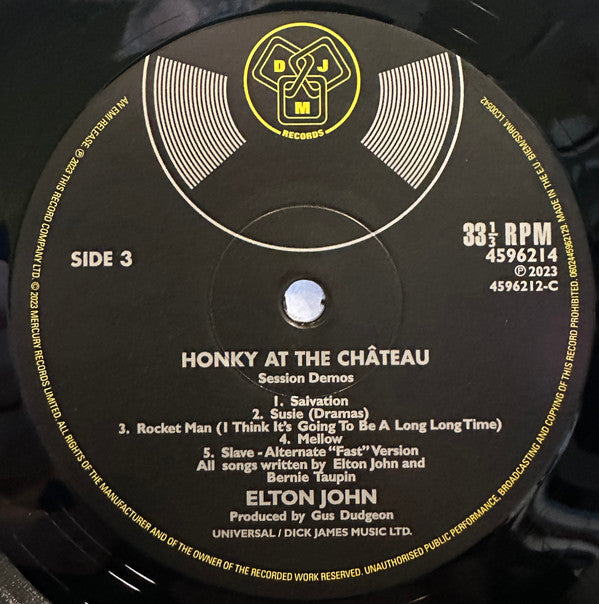 D J
M
RECORDS
SIDE 3
33⅓ RPM
4596214
℗ 2023
4596212-C
HONKY AT THE CHÂTEAU
Session Demos
1. Salvation
2. Susie (Dramas)
3. Rocket Man (I Think It's Going To Be A Long Long Time)
4. Mellow
5. Slave - Alternate "Fast" Version
All songs written by Elton John and
Bernie Taupin
ELTON JOHN
Produced by Gus Dudgeon
UNIVERSAL / DICK JAMES MUSIC LTD.
AN EMI RELEASE ℗ 2023 THIS RECORD COMPANY LTD. © 2023 MERCURY RECORDS LIMITED. ALL RIGHTS OF THE MANUFACTURER AND OF THE OWNER OF THE RECORDED WORK RESERVED. UNAUTHORISED PUBLIC PERFORMANCE, BROADCASTING AND COPYING OF THIS RECORD PROHIBITED. 0602445962129 MADE IN THE E.U. BIEM/SDRM. LC00542